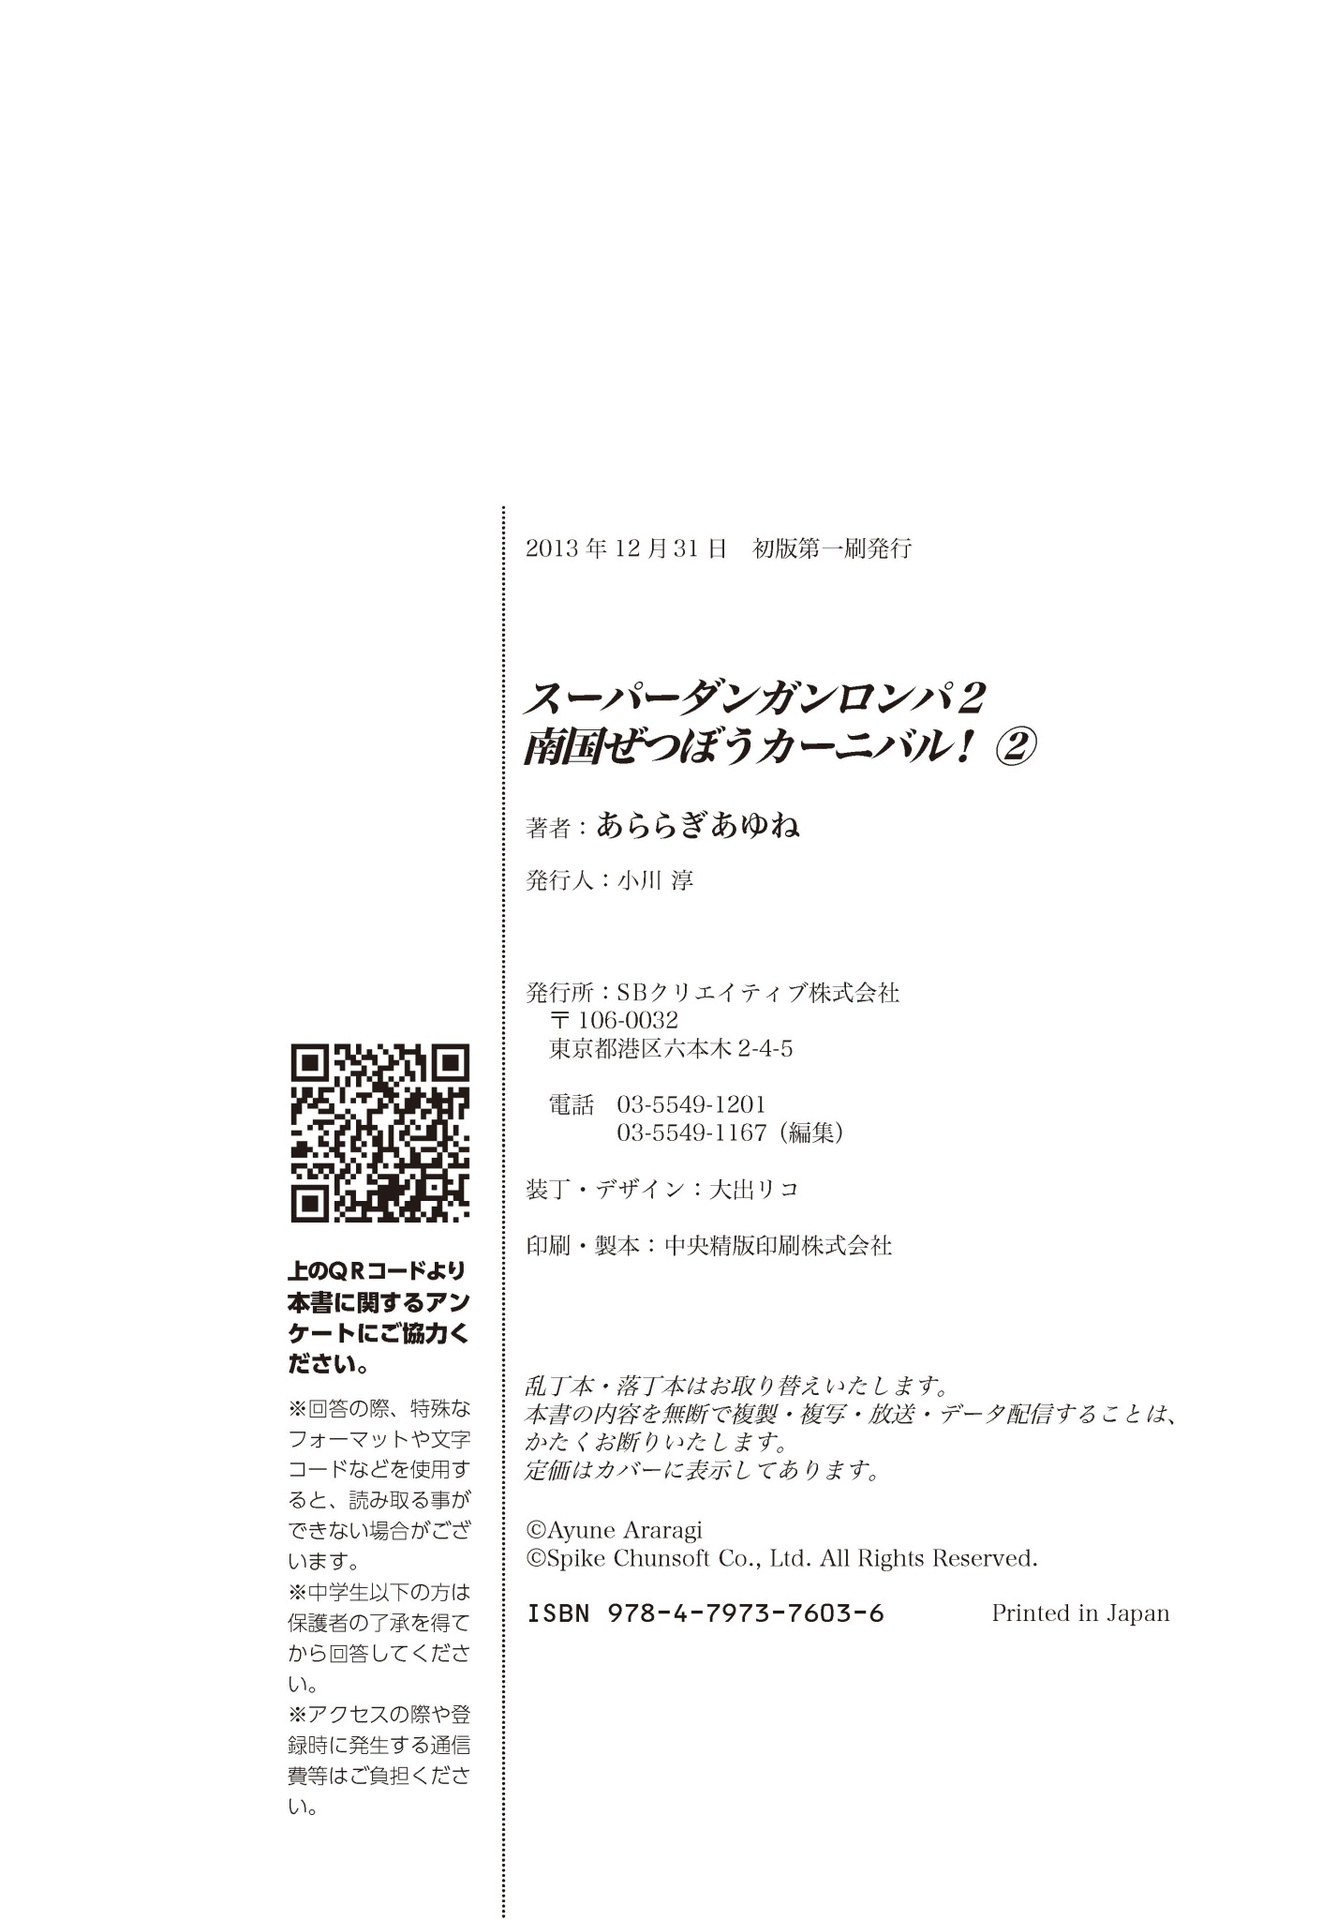 2013 年 12 月 31 日　初版第一刷発行
スーパーダンガンロンパ２
南国ぜつぼうカーニバル！ ②
著者：あららぎあゆね
発行人：小川 淳
発行所：SBクリエイティブ株式会社
〒 106-0032
東京都港区六本木 2-4-5
電話　03-5549-1201
03-5549-1167（編集）
装丁・デザイン：大出リコ
印刷・製本：中央精版印刷株式会社
乱丁本・落丁本はお取り替えいたします。
本書の内容を無断で複製・複写・放送・データ配信することは、
かたくお断りいたします。
定価はカバーに表示してあります。
©Ayune Araragi
©Spike Chunsoft Co., Ltd. All Rights Reserved.
ISBN 978-4-7973-7603-6　Printed in Japan
上のＱＲコードより
本書に関するアン
ケートにご協力く
ださい。
※回答の際、特殊な
フォーマットや文字
コードなどを使用す
ると、読み取る事が
できない場合がござ
います。
※中学生以下の方は
保護者の了承を得て
から回答してくださ
い。
※アクセスの際や登
録時に発生する通信
費等はご負担くださ
い。